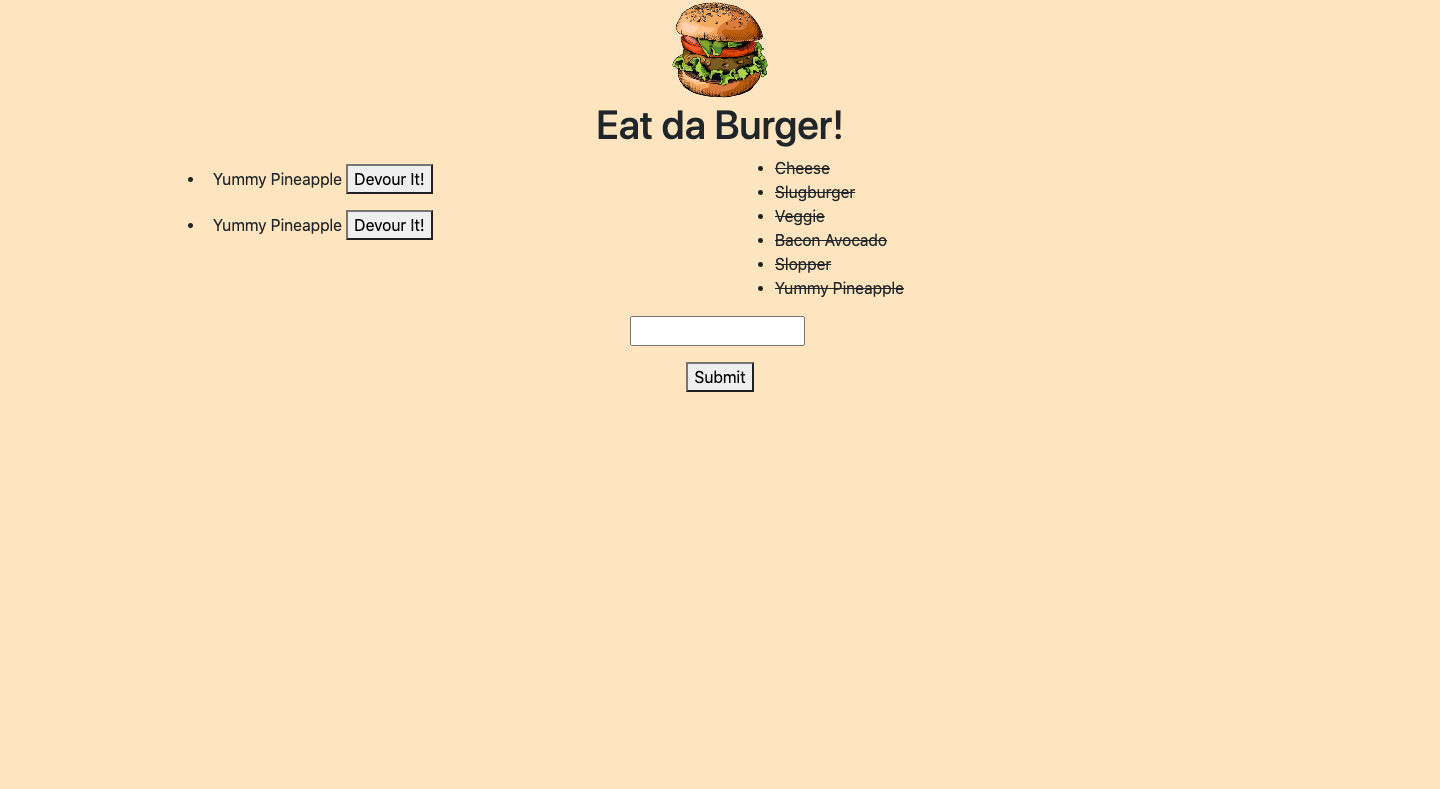 Eat da Burger!
Yummy Pineapple Devour It!
Yummy Pineapple Devour It!
Cheese
Slugburger
Veggie
Bacon Avocado
Slopper
Yummy Pineapple
Submit